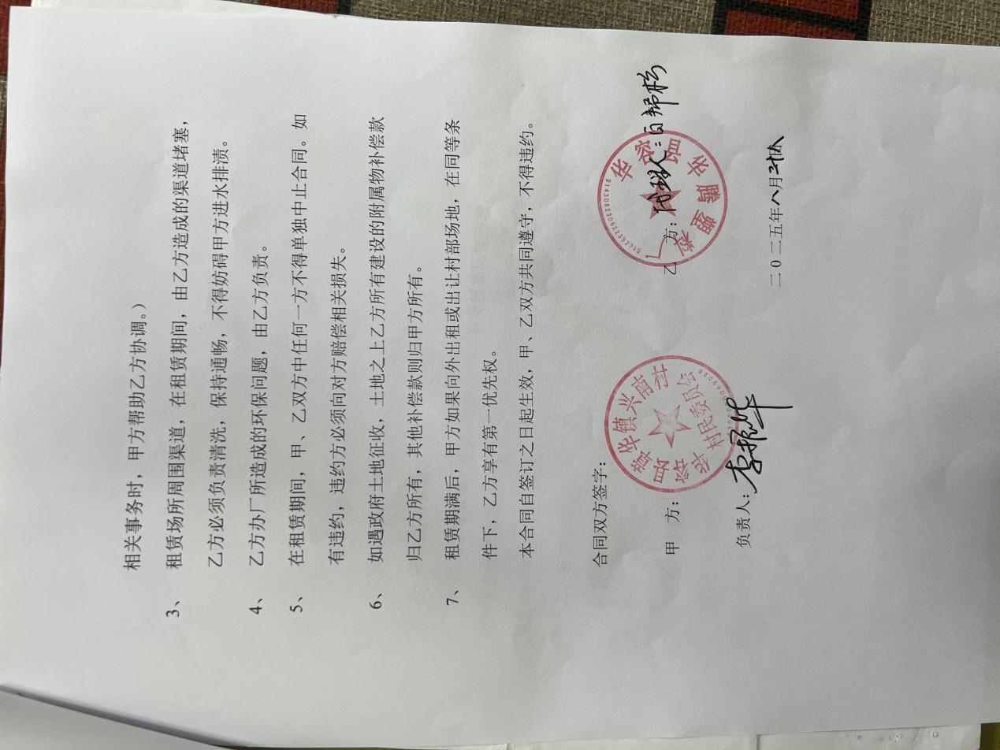 相关事务时，甲方帮助乙方协调。）
3、 租赁场所周围渠道，在租赁期间，由乙方造成的渠道堵塞，
乙方必须负责清洗，保持通畅，不得妨碍甲方进水排渍。
4、 乙方办厂所造成的环保问题，由乙方负责。
5、 在租赁期间，甲、乙双方中任何一方不得单独中止合同。如
有违约，违约方必须向对方赔偿相关损失。
6、 如遇政府土地征收，土地之上乙方所有建设的附属物补偿款
归乙方所有，其他补偿款则归甲方所有。
7、 租赁期满后，甲方如果向外出租或出让村部场地，在同等条
件下，乙方享有第一优先权。
本合同自签订之日起生效，甲、乙双方共同遵守，不得违约。
合同双方签字：
甲 方：
乙 方：
华容县
章华镇兴南村
村民委员会
负责人：李振华
二0二五年八月